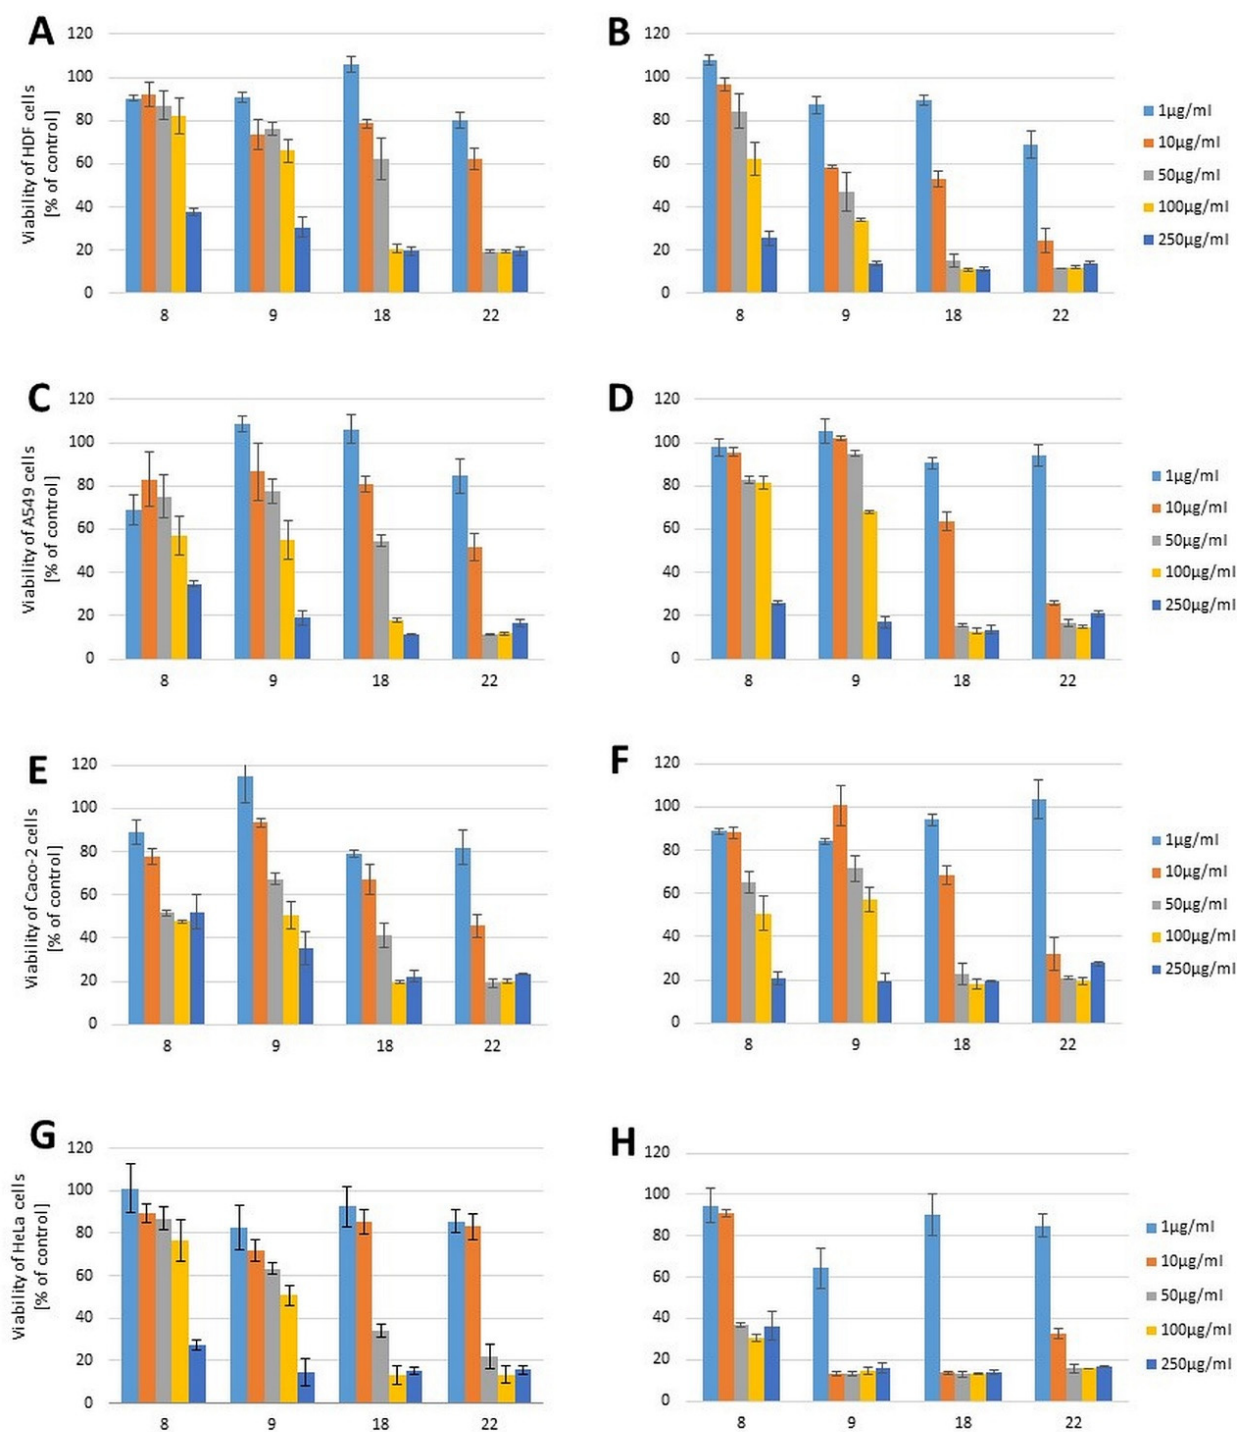 A
Viability of HDF cells
[% of control]
120
100
80
60
40
20
0
8 9 18 22
B
120
100
80
60
40
20
0
8 9 18 22
1µg/ml
10µg/ml
50µg/ml
100µg/ml
250µg/ml
C
Viability of A549 cells
[% of control]
120
100
80
60
40
20
0
8 9 18 22
D
120
100
80
60
40
20
0
8 9 18 22
1µg/ml
10µg/ml
50µg/ml
100µg/ml
250µg/ml
E
Viability of Caco-2 cells
[% of control]
120
100
80
60
40
20
0
8 9 18 22
F
120
100
80
60
40
20
0
8 9 18 22
1µg/ml
10µg/ml
50µg/ml
100µg/ml
250µg/ml
G
Viability of HeLa cells
[% of control]
120
100
80
60
40
20
0
8 9 18 22
H
120
100
80
60
40
20
0
8 9 18 22
1µg/ml
10µg/ml
50µg/ml
100µg/ml
250µg/ml